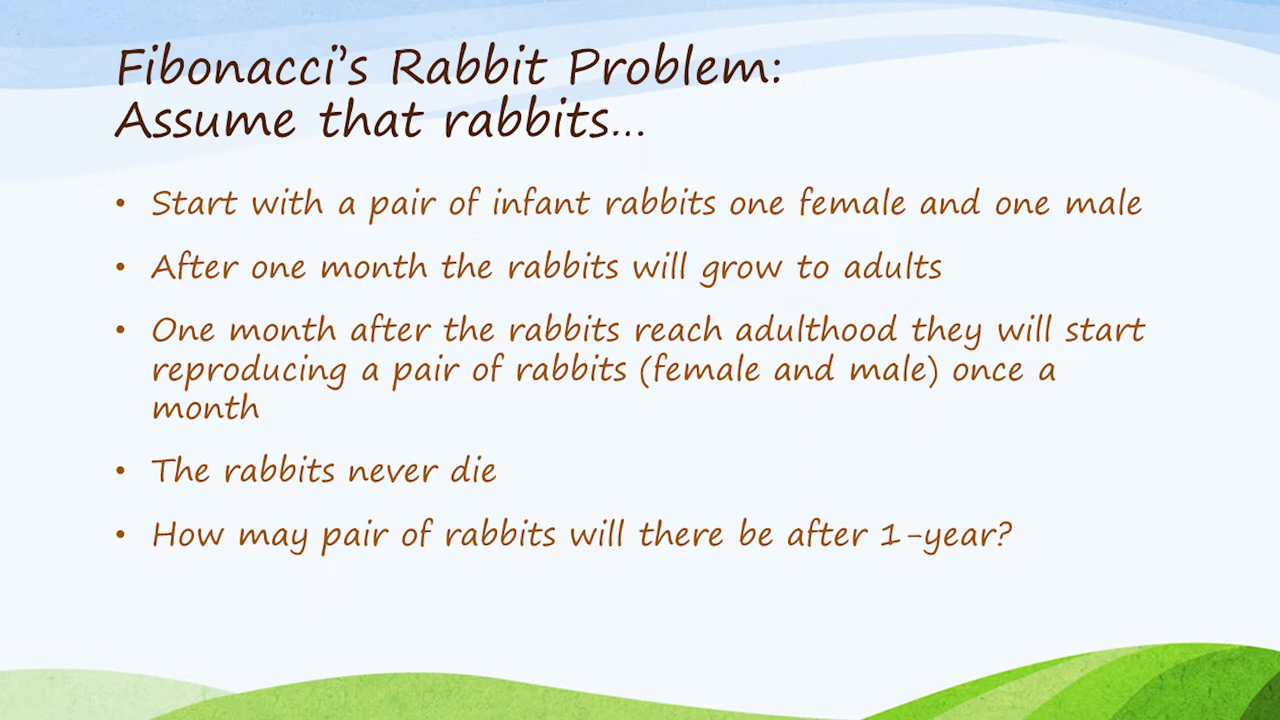 Fibonacci's Rabbit Problem:
Assume that rabbits...
• Start with a pair of infant rabbits one female and one male
• After one month the rabbits will grow to adults
• One month after the rabbits reach adulthood they will start
reproducing a pair of rabbits (female and male) once a
month
• The rabbits never die
• How may pair of rabbits will there be after 1-year?